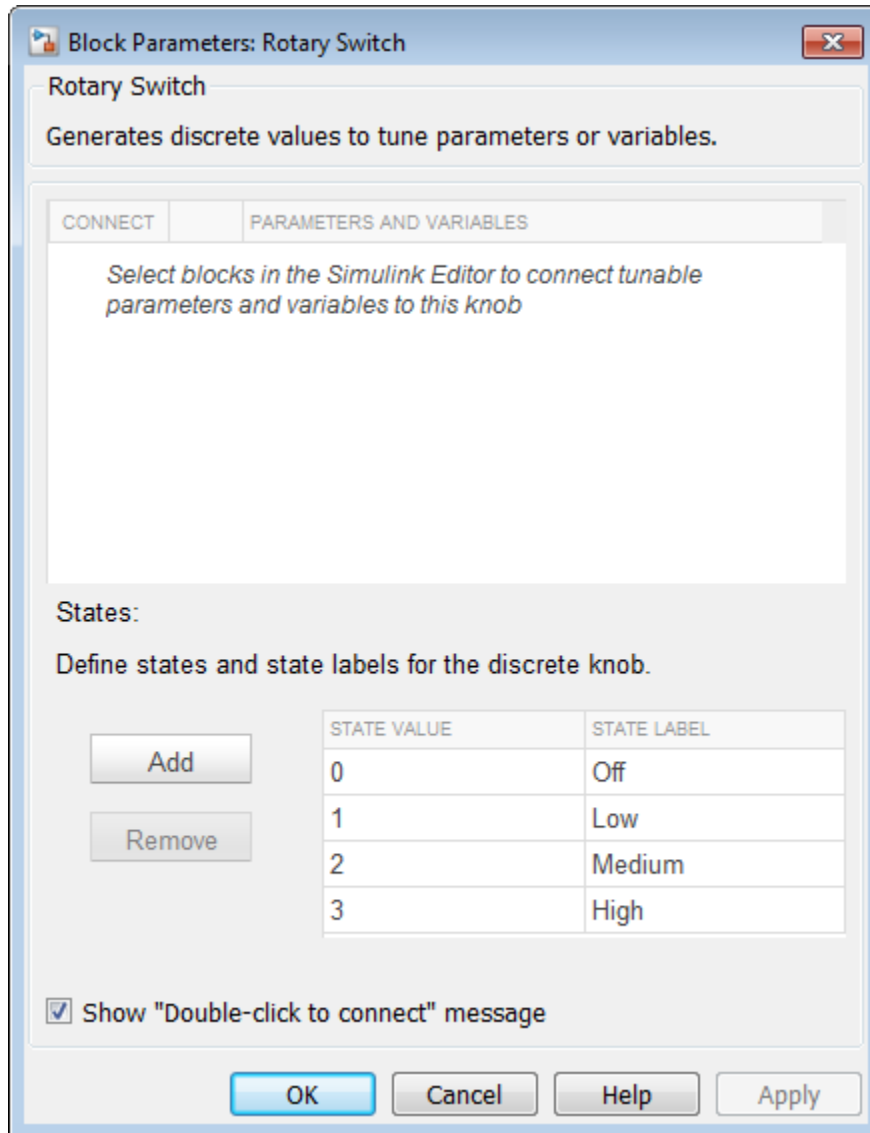 Block Parameters: Rotary Switch
Rotary Switch
Generates discrete values to tune parameters or variables.
CONNECT PARAMETERS AND VARIABLES
Select blocks in the Simulink Editor to connect tunable
parameters and variables to this knob
States:
Define states and state labels for the discrete knob.
Add
Remove
STATE VALUE STATE LABEL
0 Off
1 Low
2 Medium
3 High
Show "Double-click to connect" message
OK Cancel Help Apply